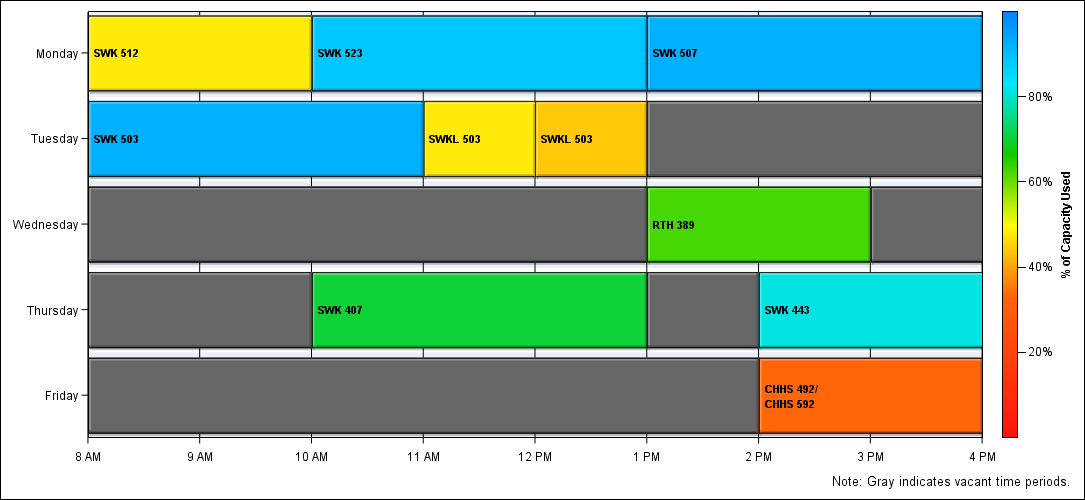 Monday
SWK 512
SWK 523
SWK 507
80%
Tuesday
SWK 503
SWKL 503
SWKL 503
60%
% of Capacity Used
Wednesday
RTH 389
40%
Thursday
SWK 407
SWK 443
20%
Friday
CHHS 492/
CHHS 592
8 AM
9 AM
10 AM
11 AM
12 PM
1 PM
2 PM
3 PM
4 PM
Note: Gray indicates vacant time periods.